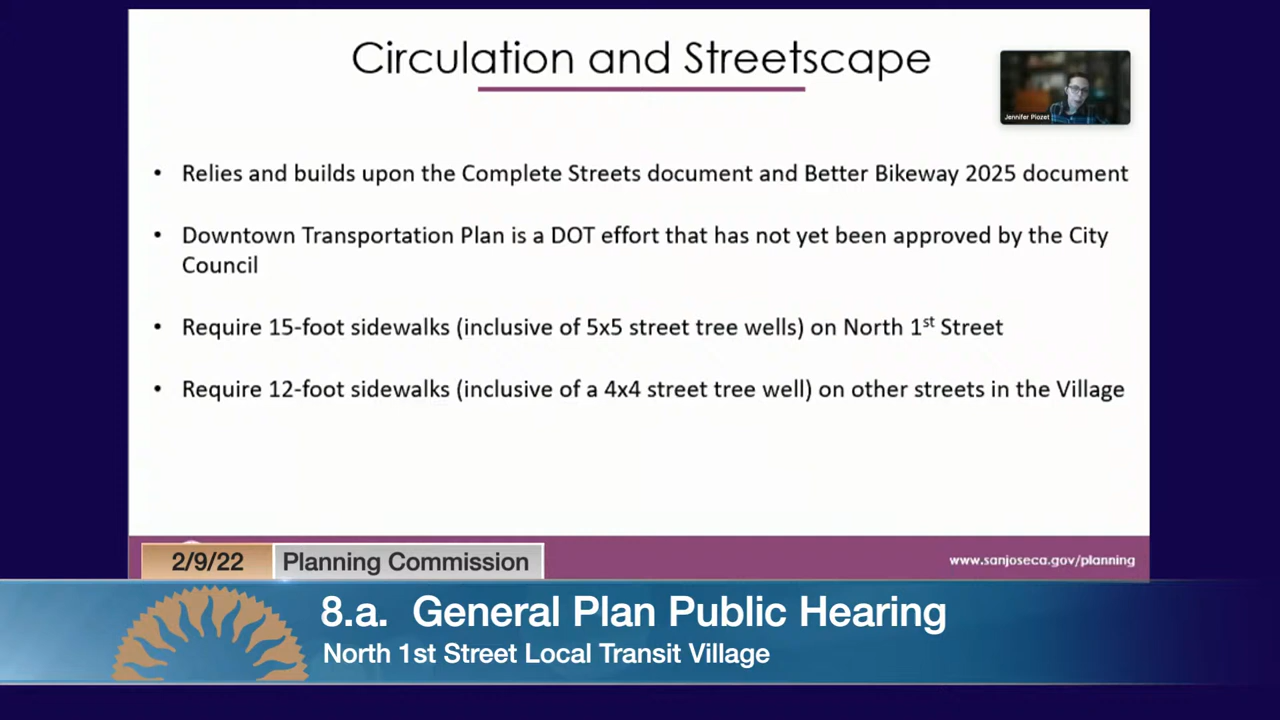 Circulation and Streetscape
Jennifer Piozet
• Relies and builds upon the Complete Streets document and Better Bikeway 2025 document
• Downtown Transportation Plan is a DOT effort that has not yet been approved by the City
Council
• Require 15-foot sidewalks (inclusive of 5x5 street tree wells) on North 1st Street
• Require 12-foot sidewalks (inclusive of a 4x4 street tree well) on other streets in the Village
2/9/22 Planning Commission
www.sanjoseca.gov/planning
8.a. General Plan Public Hearing
North 1st Street Local Transit Village